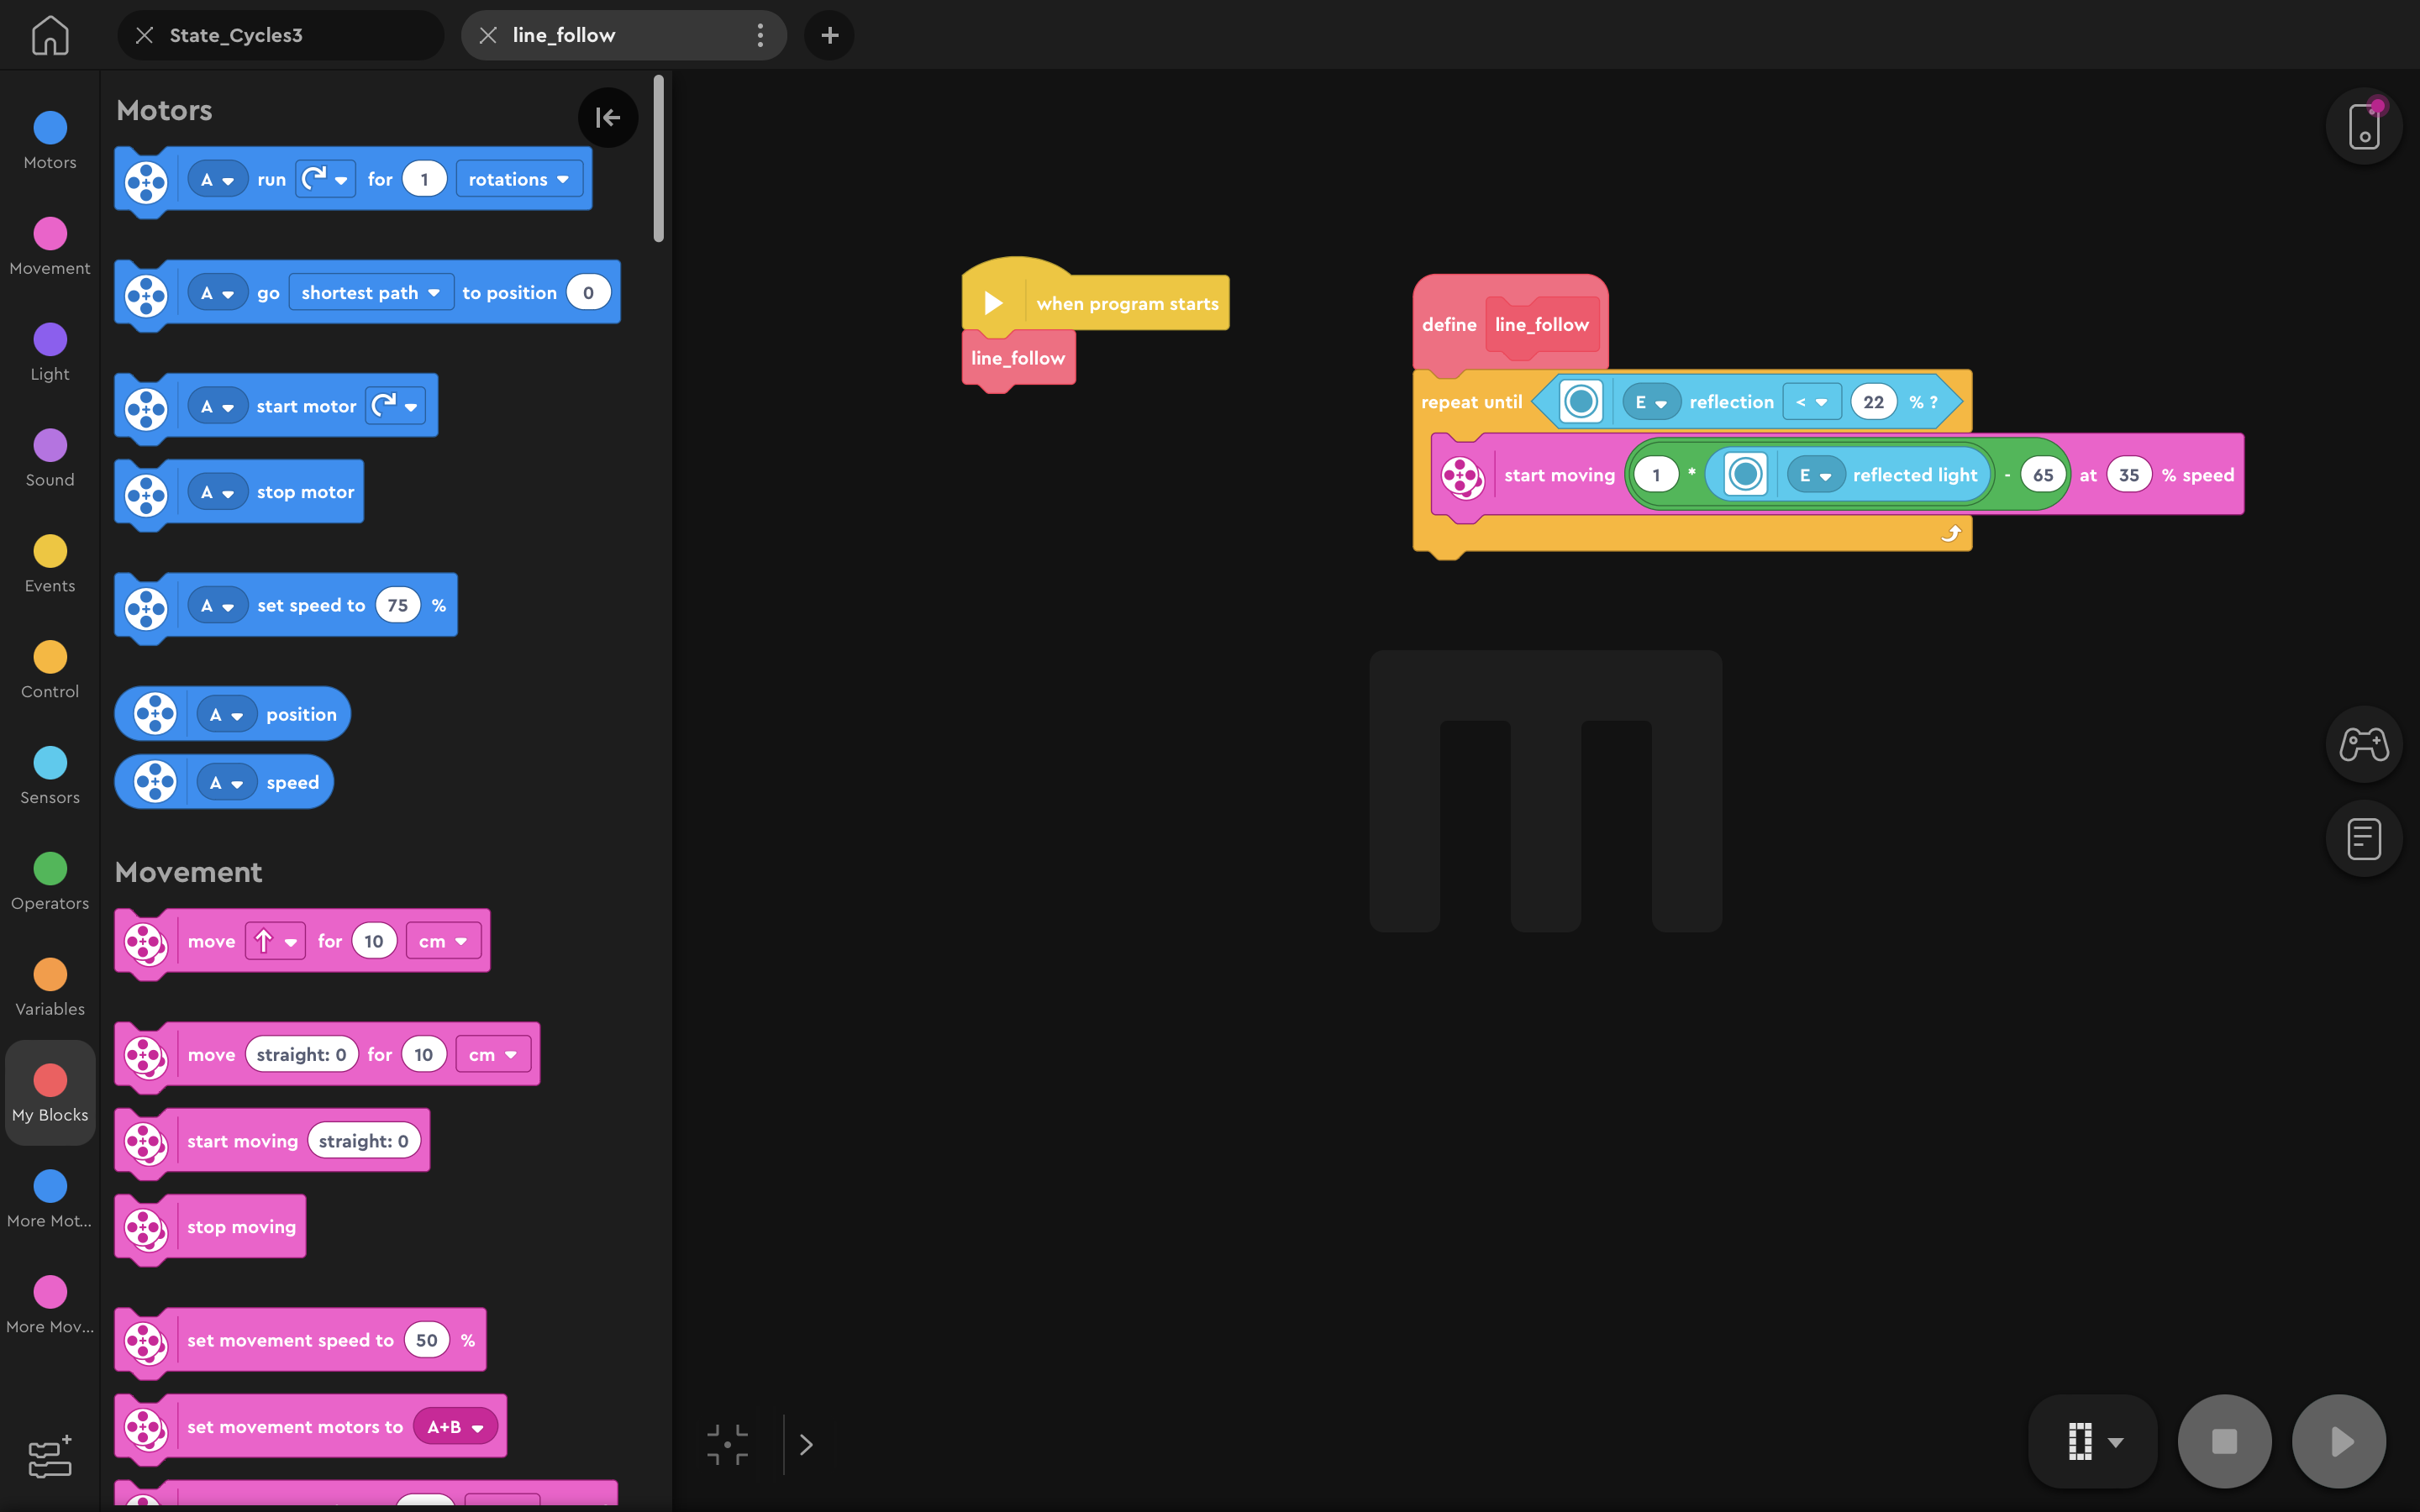 State_Cycles3
line_follow
Motors
Movement
Light
Sound
Events
Control
Sensors
Operators
Variables
My Blocks
More Mot...
More Mov...
Motors
A run for 1 rotations
A go shortest path to position 0
A start motor
A stop motor
A set speed to 75 %
A position
A speed
Movement
move for 10 cm
move straight: 0 for 10 cm
start moving straight: 0
stop moving
set movement speed to 50 %
set movement motors to A+B
when program starts
line_follow
define line_follow
repeat until E reflection < 22 % ?
start moving 1 * E reflected light - 65 at 35 % speed